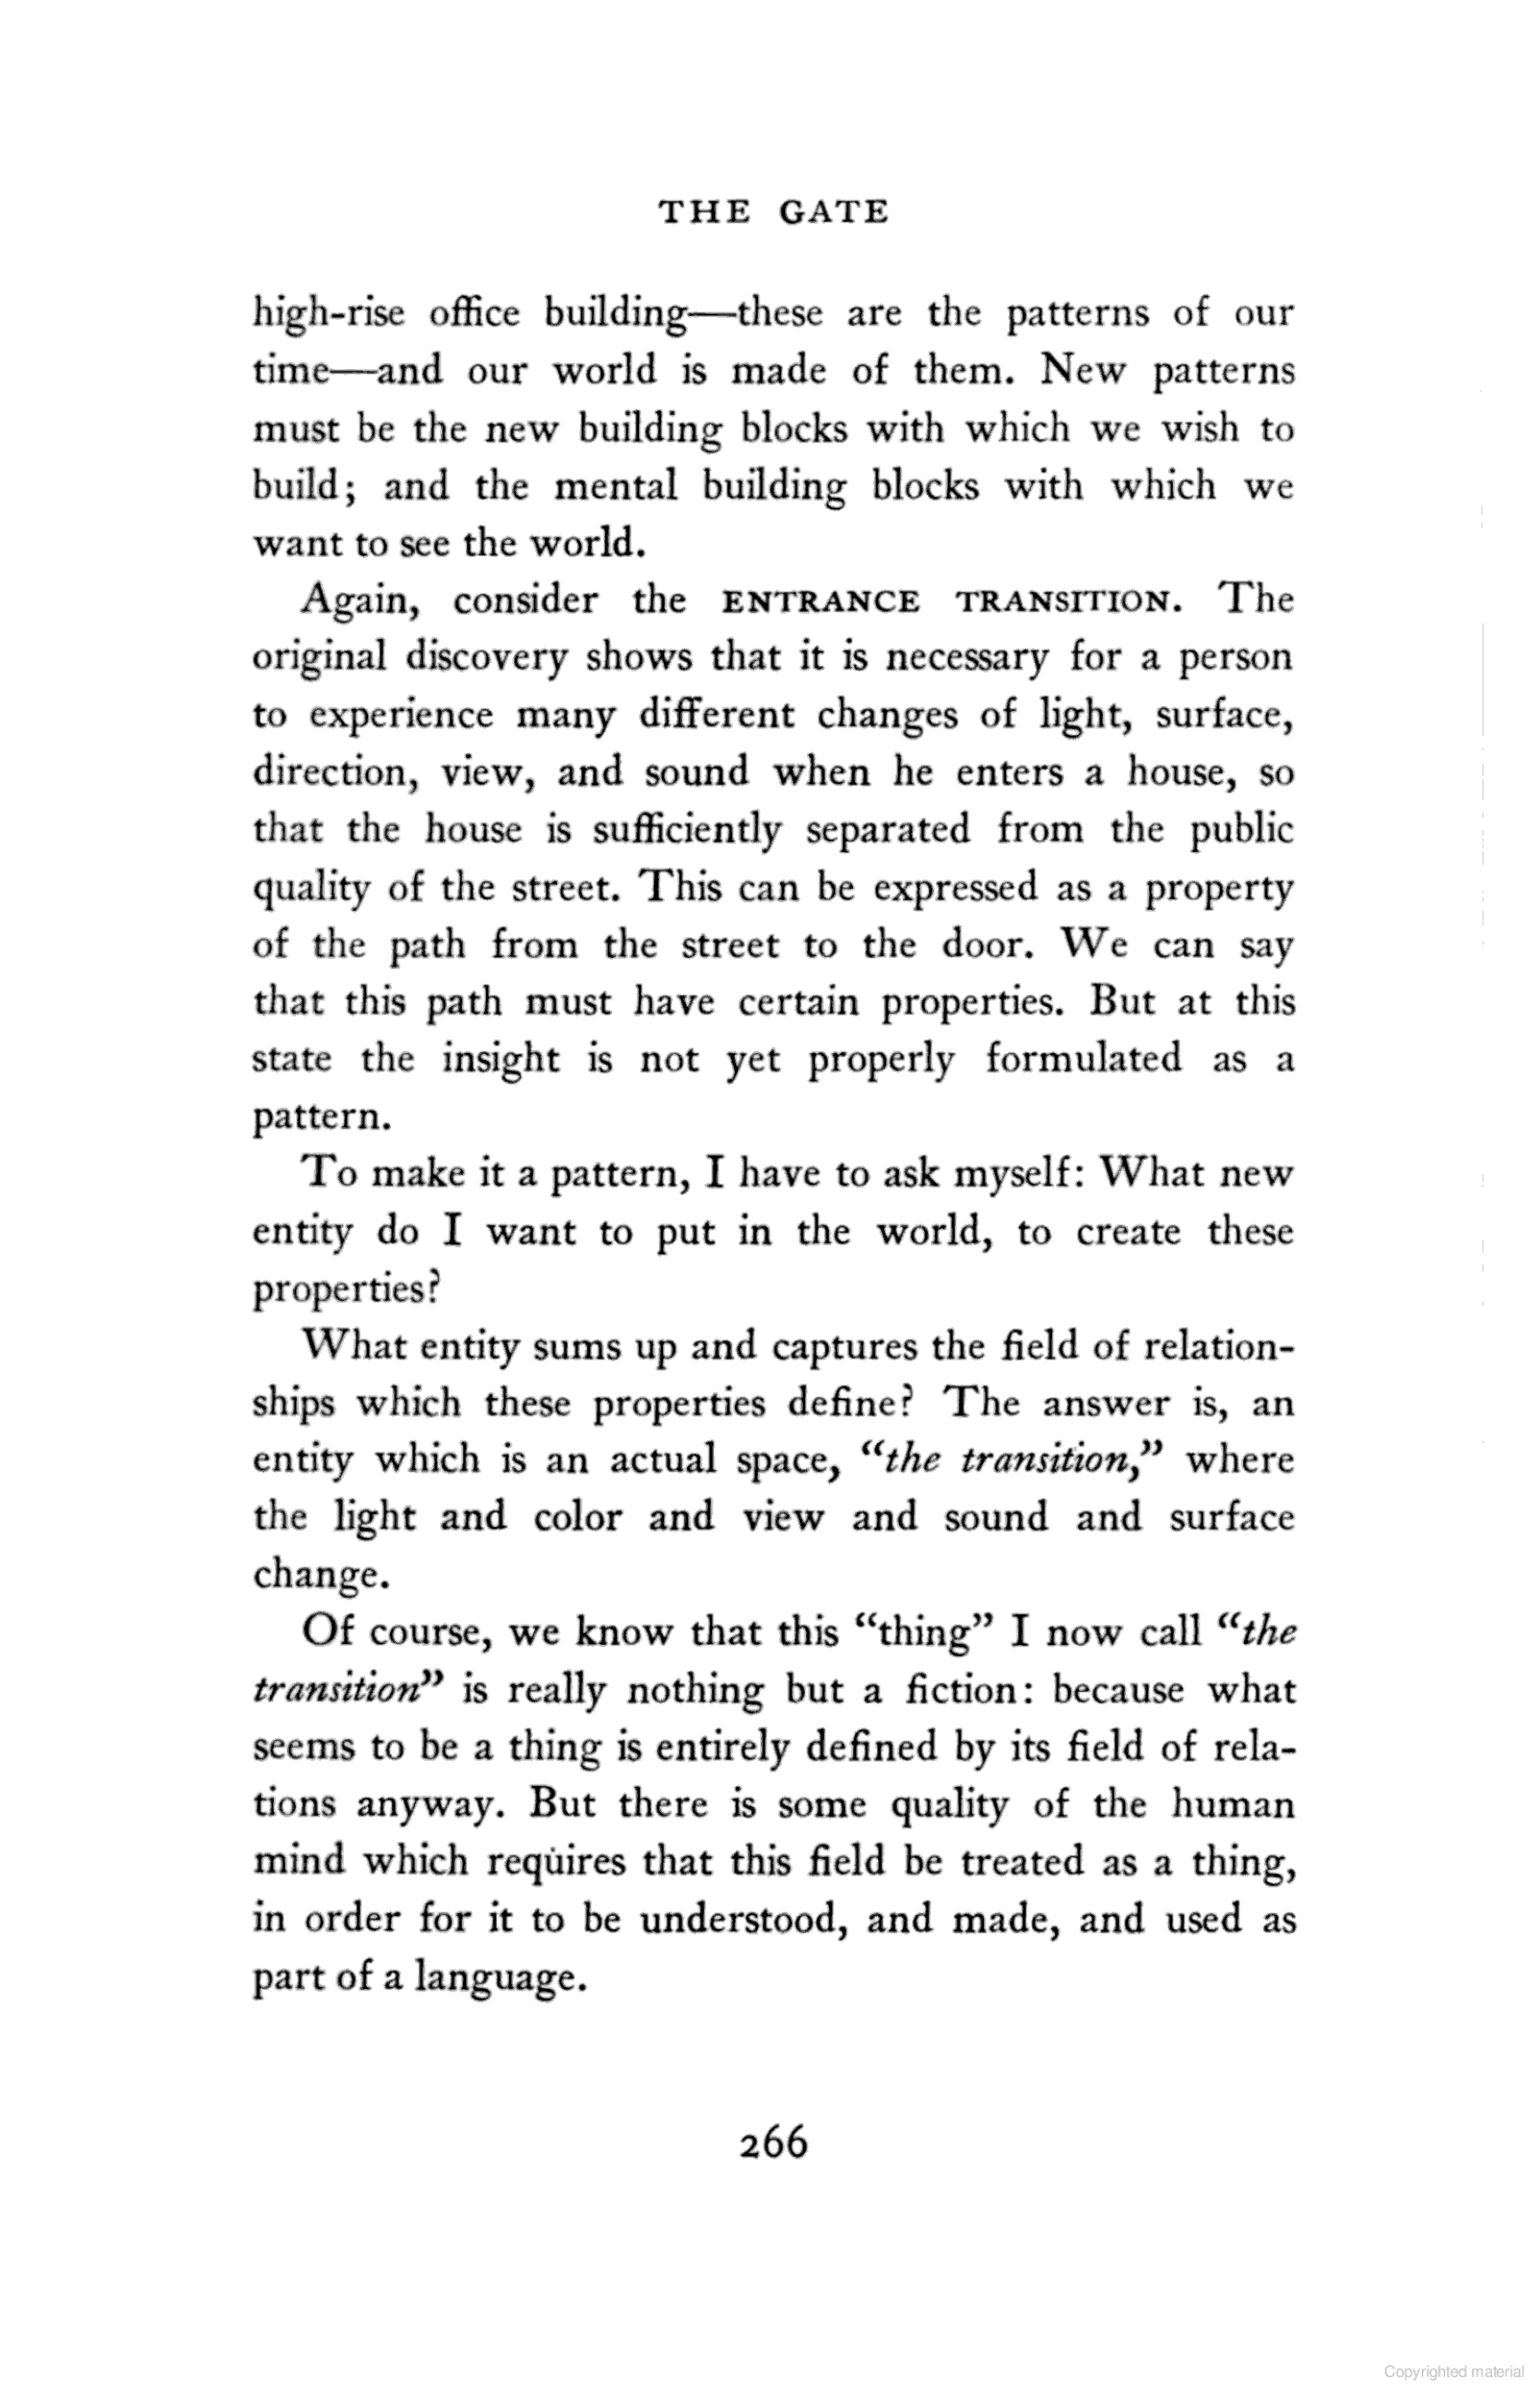 THE GATE
high-rise office building—these are the patterns of our
time—and our world is made of them. New patterns
must be the new building blocks with which we wish to
build; and the mental building blocks with which we
want to see the world.
Again, consider the ENTRANCE TRANSITION. The
original discovery shows that it is necessary for a person
to experience many different changes of light, surface,
direction, view, and sound when he enters a house, so
that the house is sufficiently separated from the public
quality of the street. This can be expressed as a property
of the path from the street to the door. We can say
that this path must have certain properties. But at this
state the insight is not yet properly formulated as a
pattern.
To make it a pattern, I have to ask myself: What new
entity do I want to put in the world, to create these
properties?
What entity sums up and captures the field of relation-
ships which these properties define? The answer is, an
entity which is an actual space, “the transition,” where
the light and color and view and sound and surface
change.
Of course, we know that this “thing” I now call “the
transition” is really nothing but a fiction: because what
seems to be a thing is entirely defined by its field of rela-
tions anyway. But there is some quality of the human
mind which requires that this field be treated as a thing,
in order for it to be understood, and made, and used as
part of a language.
266
Copyrighted material